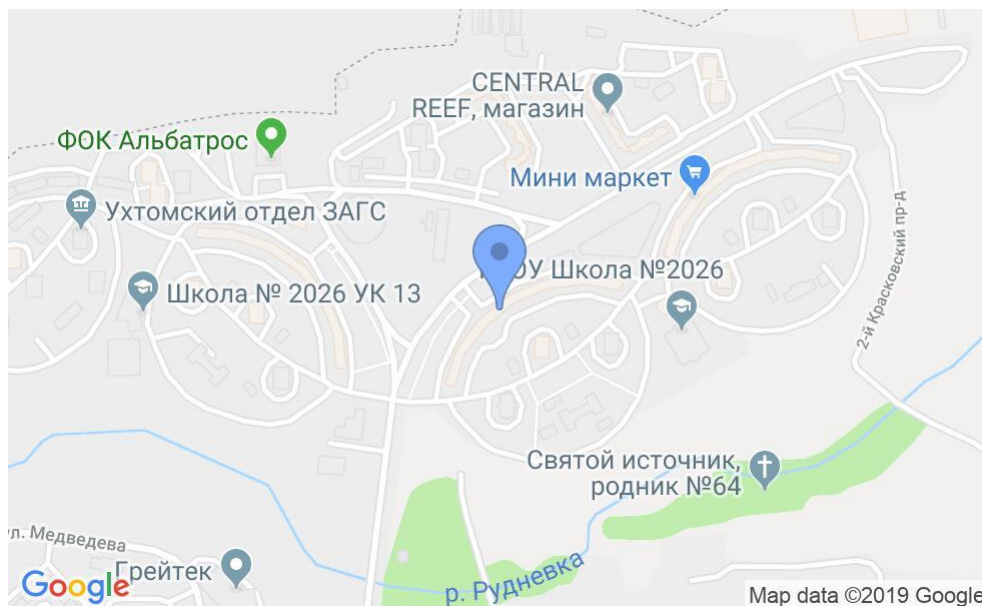 CENTRAL
REEF, магазин
ФОК Альбатрос
Мини маркет
Ухтомский отдел ЗАГС
ОУ Школа №2026
Школа № 2026 УК 13
2-й Красковский пр-д
Святой источник,
родник №64
л. Медведева
Грейтек
р. Рудневка
Google
Map data ©2019 Google